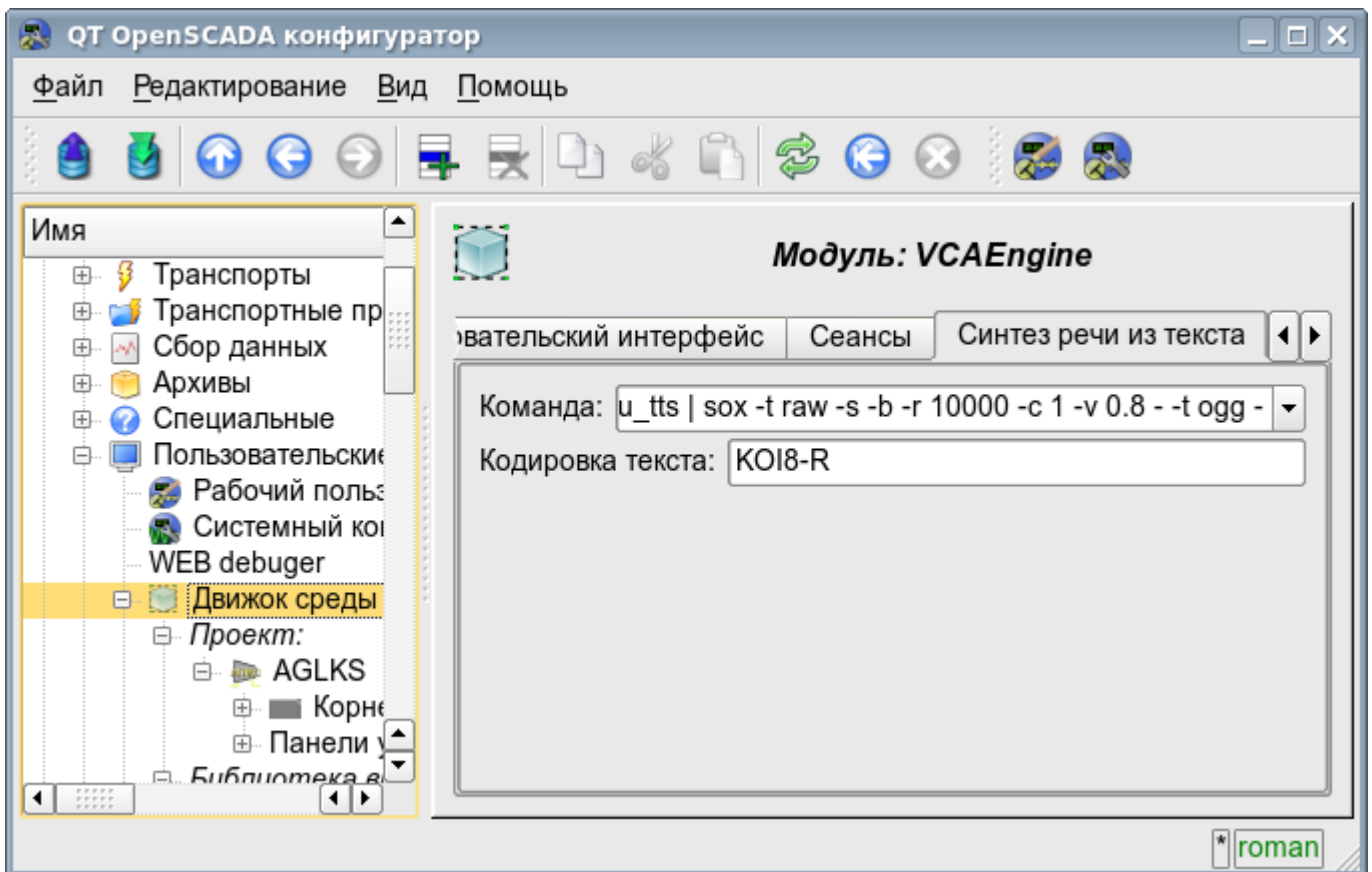 QT OpenSCADA конфигуратор
Файл Редактирование Вид Помощь
Имя
Транспорты
Транспортные пр
Сбор данных
Архивы
Специальные
Пользовательские
Рабочий польз
Системный ко
WEB debuger
Движок среды
Проект:
AGLKS
Корне
Панели у
Библиотека в
Модуль: VCAEngine
овательский интерфейс Сеансы Синтез речи из текста
Команда: u_tts | sox -t raw -s -b -r 10000 -c 1 -v 0.8 - -t ogg -
Кодировка текста: KOI8-R
* roman